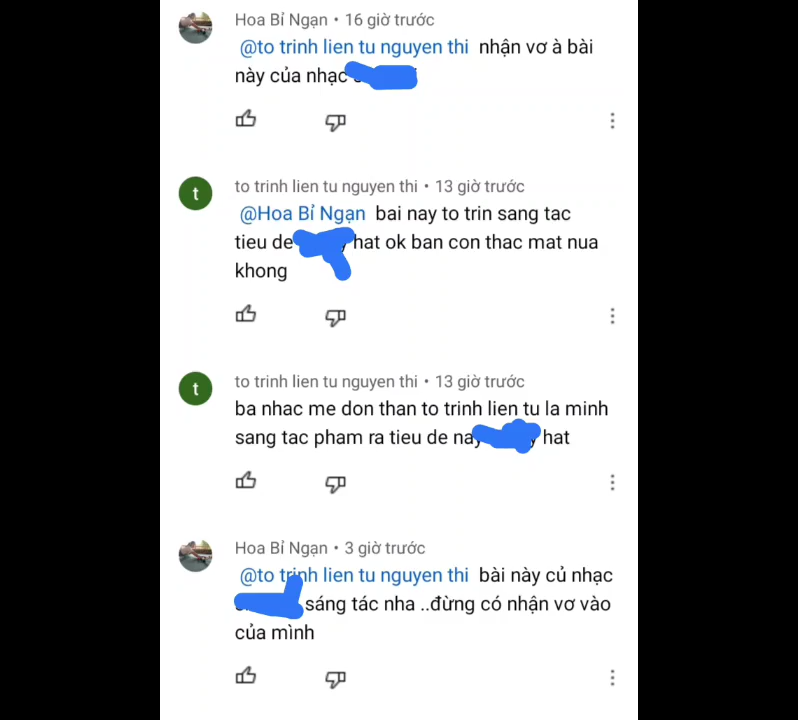 Hoa Bỉ Ngạn • 16 giờ trước
@to trinh lien tu nguyen thi nhận vơ à bài
này của nhạc
t
to trinh lien tu nguyen thi • 13 giờ trước
@Hoa Bỉ Ngạn bai nay to trin sang tac
tieu de hat ok ban con thac mat nua
khong
t
to trinh lien tu nguyen thi • 13 giờ trước
ba nhac me don than to trinh lien tu la minh
sang tac pham ra tieu de nay hat
Hoa Bỉ Ngạn • 3 giờ trước
@to trinh lien tu nguyen thi bài này củ nhạc
sáng tác nha ..đừng có nhận vơ vào
của mình